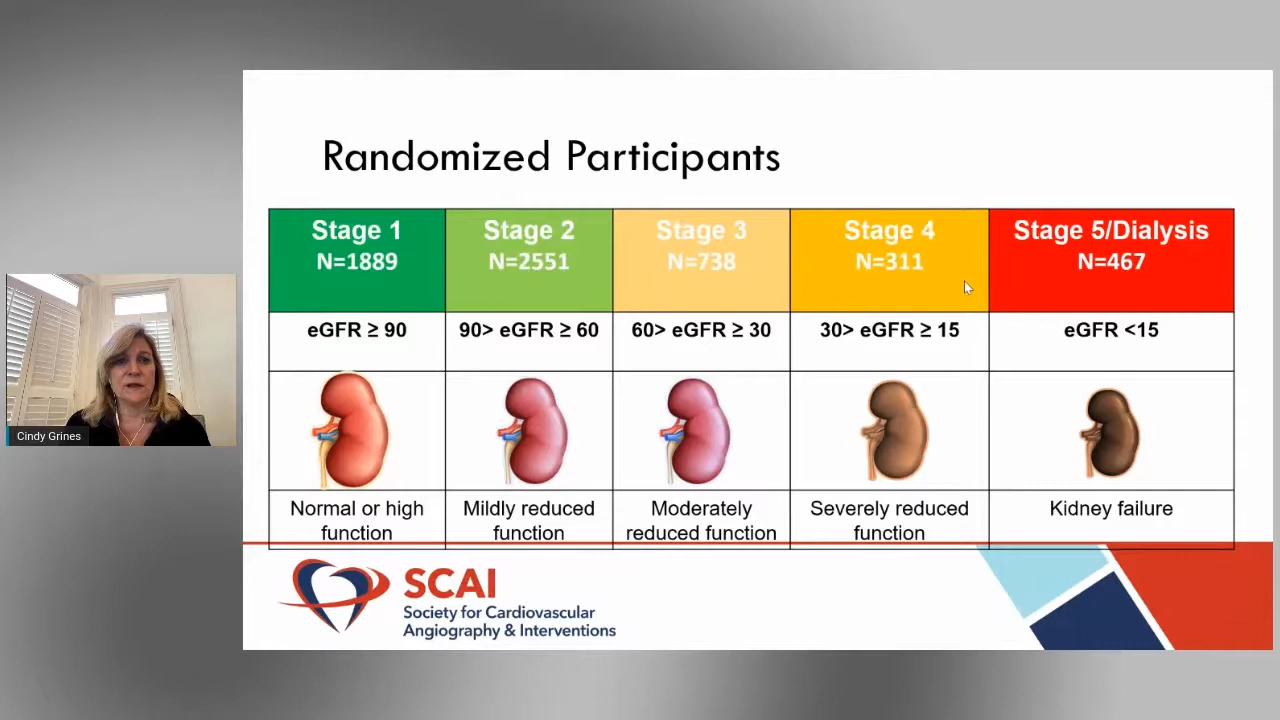 Randomized Participants
Stage 1
N=1889
Stage 2
N=2551
Stage 3
N=738
Stage 4
N=311
Stage 5/Dialysis
N=467
eGFR ≥ 90
90> eGFR ≥ 60
60> eGFR ≥ 30
30> eGFR ≥ 15
eGFR <15
Normal or high
function
Mildly reduced
function
Moderately
reduced function
Severely reduced
function
Kidney failure
Cindy Grines
SCAI
Society for Cardiovascular
Angiography & Interventions